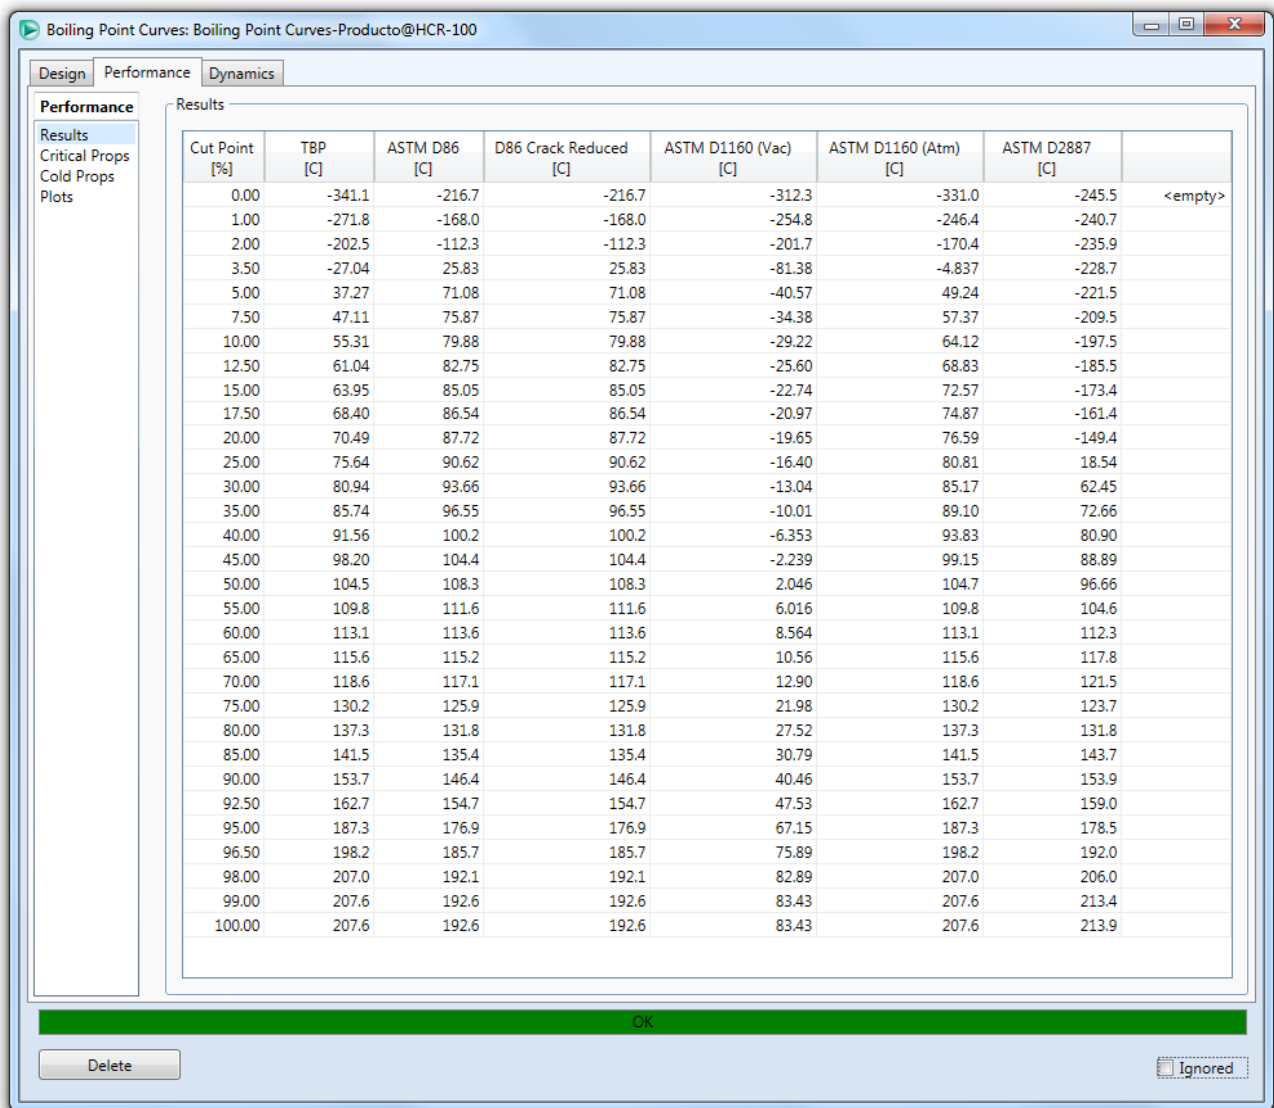 Boiling Point Curves: Boiling Point Curves-Producto@HCR-100
Design Performance Dynamics
Performance
Results
Critical Props
Cold Props
Plots
Results
Cut Point TBP ASTM D86 D86 Crack Reduced ASTM D1160 (Vac) ASTM D1160 (Atm) ASTM D2887
[%] [C] [C] [C] [C] [C] [C]
0.00 -341.1 -216.7 -216.7 -312.3 -331.0 -245.5 <empty>
1.00 -271.8 -168.0 -168.0 -254.8 -246.4 -240.7
2.00 -202.5 -112.3 -112.3 -201.7 -170.4 -235.9
3.50 -27.04 25.83 25.83 -81.38 -4.837 -228.7
5.00 37.27 71.08 71.08 -40.57 49.24 -221.5
7.50 47.11 75.87 75.87 -34.38 57.37 -209.5
10.00 55.31 79.88 79.88 -29.22 64.12 -197.5
12.50 61.04 82.75 82.75 -25.60 68.83 -185.5
15.00 63.95 85.05 85.05 -22.74 72.57 -173.4
17.50 68.40 86.54 86.54 -20.97 74.87 -161.4
20.00 70.49 87.72 87.72 -19.65 76.59 -149.4
25.00 75.64 90.62 90.62 -16.40 80.81 18.54
30.00 80.94 93.66 93.66 -13.04 85.17 62.45
35.00 85.74 96.55 96.55 -10.01 89.10 72.66
40.00 91.56 100.2 100.2 -6.353 93.83 80.90
45.00 98.20 104.4 104.4 -2.239 99.15 88.89
50.00 104.5 108.3 108.3 2.046 104.7 96.66
55.00 109.8 111.6 111.6 6.016 109.8 104.6
60.00 113.1 113.6 113.6 8.564 113.1 112.3
65.00 115.6 115.2 115.2 10.56 115.6 117.8
70.00 118.6 117.1 117.1 12.90 118.6 121.5
75.00 130.2 125.9 125.9 21.98 130.2 123.7
80.00 137.3 131.8 131.8 27.52 137.3 131.8
85.00 141.5 135.4 135.4 30.79 141.5 143.7
90.00 153.7 146.4 146.4 40.46 153.7 153.9
92.50 162.7 154.7 154.7 47.53 162.7 159.0
95.00 187.3 176.9 176.9 67.15 187.3 178.5
96.50 198.2 185.7 185.7 75.89 198.2 192.0
98.00 207.0 192.1 192.1 82.89 207.0 206.0
99.00 207.6 192.6 192.6 83.43 207.6 213.4
100.00 207.6 192.6 192.6 83.43 207.6 213.9
OK
Delete
Ignored